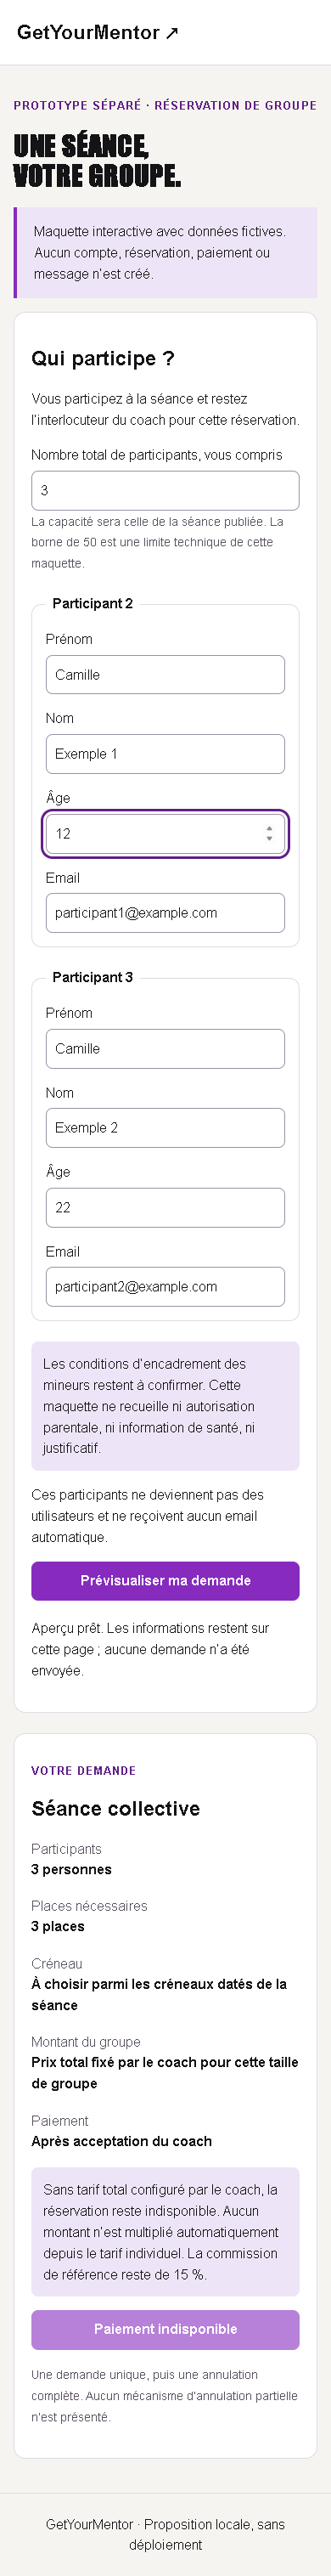 GetYourMentor ↗
PROTOTYPE SÉPARÉ · RÉSERVATION DE GROUPE
UNE SÉANCE,
VOTRE GROUPE.
Maquette interactive avec données fictives.
Aucun compte, réservation, paiement ou
message n'est créé.
Qui participe ?
Vous participez à la séance et restez
l'interlocuteur du coach pour cette réservation.
Nombre total de participants, vous compris
3
La capacité sera celle de la séance publiée. La
borne de 50 est une limite technique de cette
maquette.
Participant 2
Prénom
Camille
Nom
Exemple 1
Âge
12
Email
participant1@example.com
Participant 3
Prénom
Camille
Nom
Exemple 2
Âge
22
Email
participant2@example.com
Les conditions d'encadrement des
mineurs restent à confirmer. Cette
maquette ne recueille ni autorisation
parentale, ni information de santé, ni
justificatif.
Ces participants ne deviennent pas des
utilisateurs et ne reçoivent aucun email
automatique.
Prévisualiser ma demande
Aperçu prêt. Les informations restent sur
cette page ; aucune demande n'a été
envoyée.
VOTRE DEMANDE
Séance collective
Participants
3 personnes
Places nécessaires
3 places
Créneau
À choisir parmi les créneaux datés de la
séance
Montant du groupe
Prix total fixé par le coach pour cette taille
de groupe
Paiement
Après acceptation du coach
Sans tarif total configuré par le coach, la
réservation reste indisponible. Aucun
montant n'est multiplié automatiquement
depuis le tarif individuel. La commission
de référence reste de 15 %.
Paiement indisponible
Une demande unique, puis une annulation
complète. Aucun mécanisme d'annulation partielle
n'est présenté.
GetYourMentor · Proposition locale, sans
déploiement